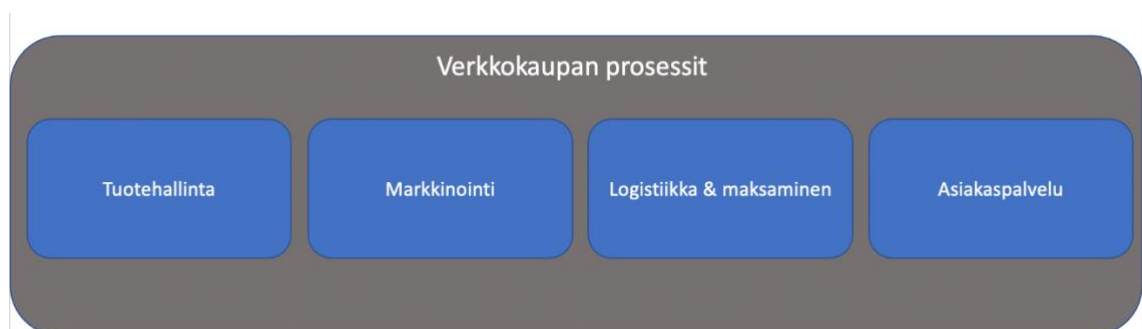 Verkkokaupan prosessit
Tuotehallinta
Markkinointi
Logistiikka & maksaminen
Asiakaspalvelu